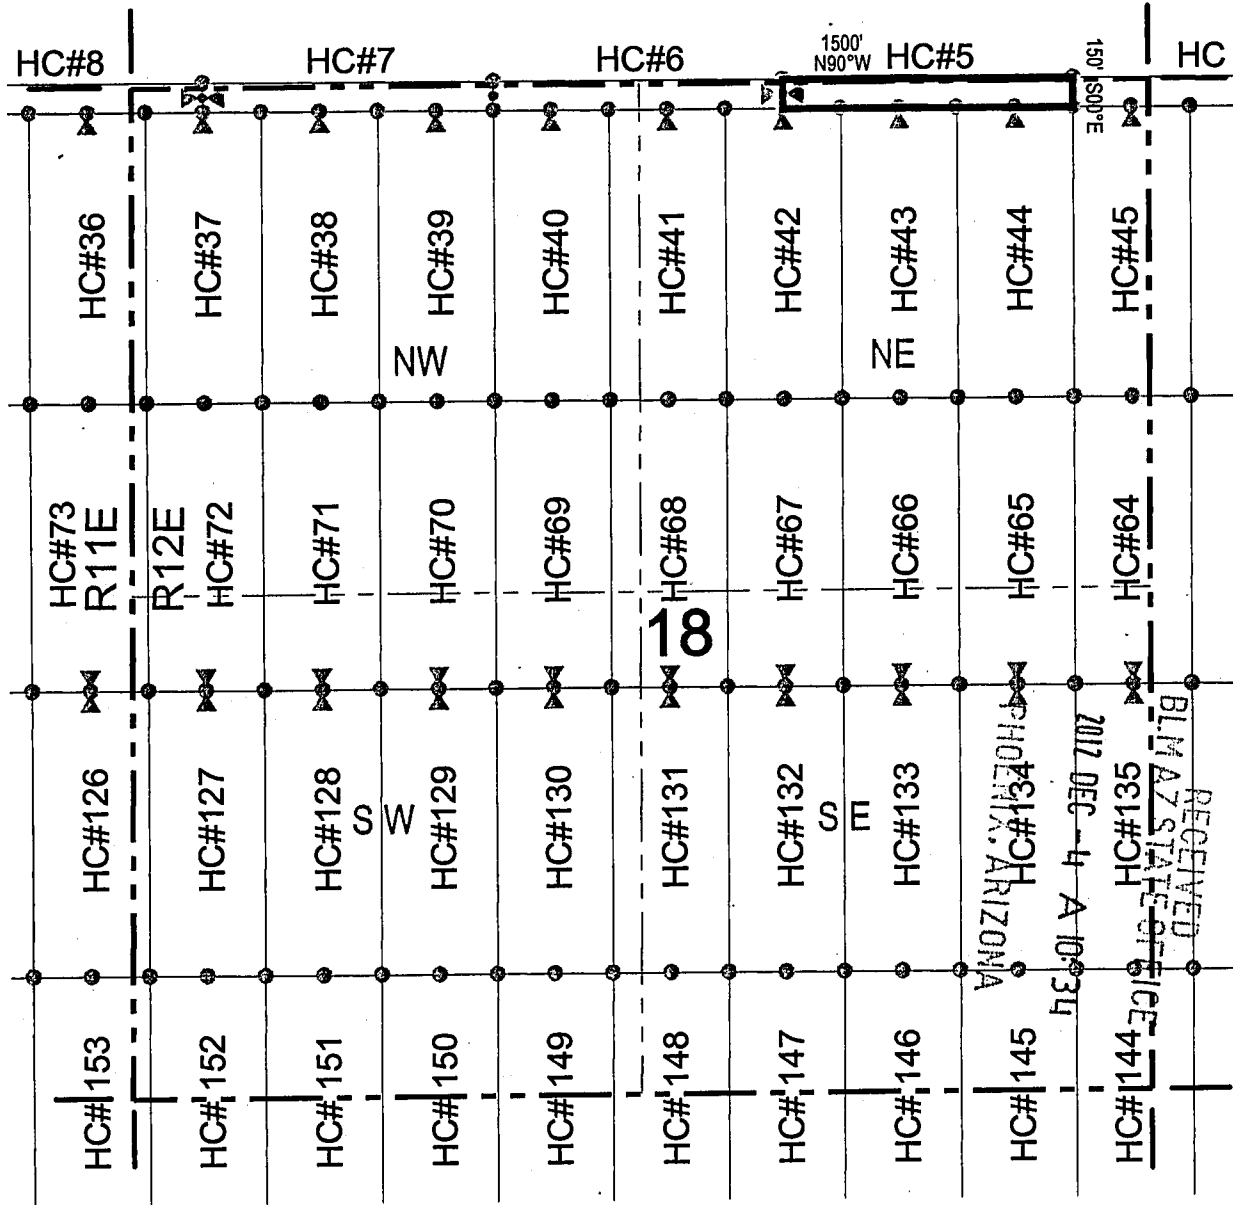 HC#8
HC#7
HC#6
1500'
N90°W
HC#5
150' S00°E
HC
HC#36
HC#37
HC#38
HC#39
HC#40
HC#41
HC#42
HC#43
HC#44
HC#45
NW
NE
HC#73
R11E
R12E
HC#72
HC#71
HC#70
HC#69
HC#68
HC#67
HC#66
HC#65
HC#64
18
HC#126
HC#127
HC#128
SW
HC#129
HC#130
HC#131
HC#132
SE
HC#133
HC#134
HC#135
RECEIVED
BLM AZ STATE OFFICE
2017 DEC -4 A 10:34
PHOENIX, ARIZONA
HC# 153
HC# 152
HC# 151
HC# 150
HC# 149
HC# 148
HC# 147
HC# 146
HC# 145
HC# 144